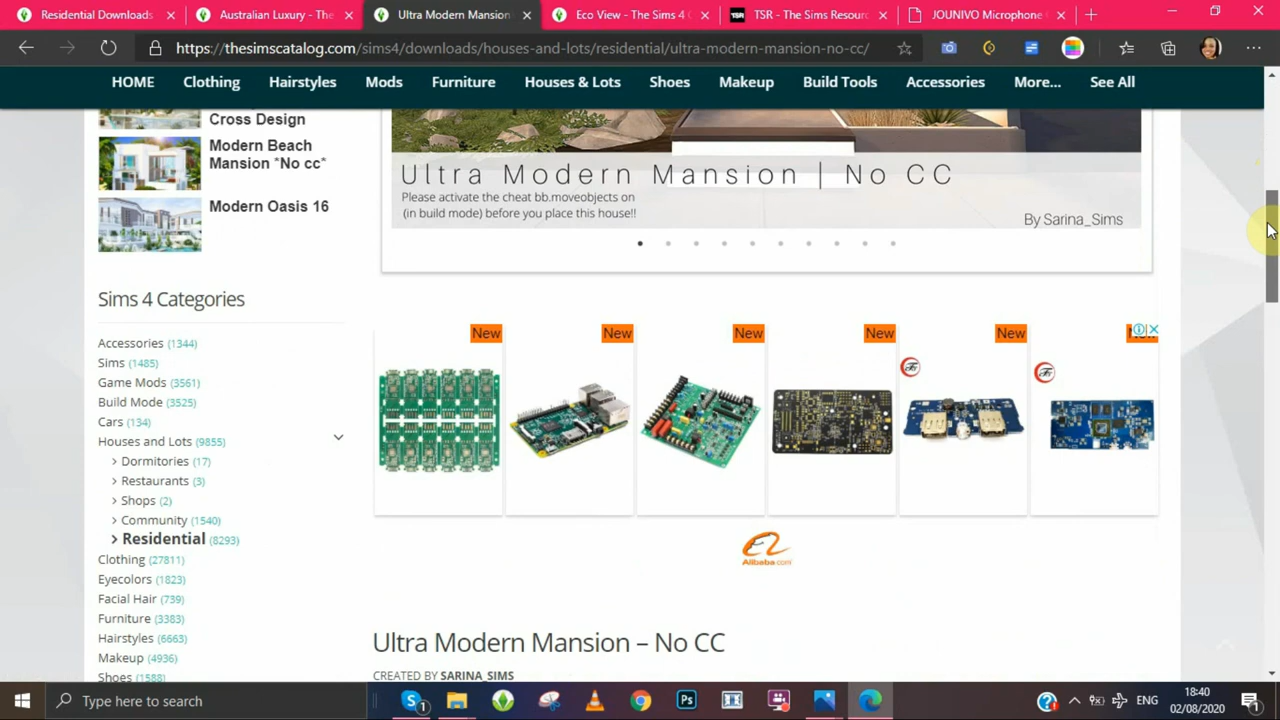 Residential Downloads
Australian Luxury - The
Ultra Modern Mansion
Eco View - The Sims 4 C
TSR
TSR - The Sims Resourc
JOUNIVO Microphone
https://thesimscatalog.com/sims4/downloads/houses-and-lots/residential/ultra-modern-mansion-no-cc/
HOME Clothing Hairstyles Mods Furniture Houses & Lots Shoes Makeup Build Tools Accessories More... See All
Cross Design
Modern Beach
Mansion *No cc*
Modern Oasis 16
Ultra Modern Mansion | No CC
Please activate the cheat bb.moveobjects on
(in build mode) before you place this house!!
By Sarina_Sims
Sims 4 Categories
Accessories (1344)
Sims (1485)
Game Mods (3561)
Build Mode (3525)
Cars (134)
Houses and Lots (9855)
> Dormitories (17)
> Restaurants (3)
> Shops (2)
> Community (1540)
> Residential (8293)
Clothing (27811)
Eyecolors (1823)
Facial Hair (739)
Furniture (3383)
Hairstyles (6663)
Makeup (4936)
Shoes (1588)
New New New New New
Alibaba.com
Ultra Modern Mansion – No CC
CREATED BY SARINA_SIMS
Type here to search
S 1
Ps
ENG
18:40
02/08/2020
1